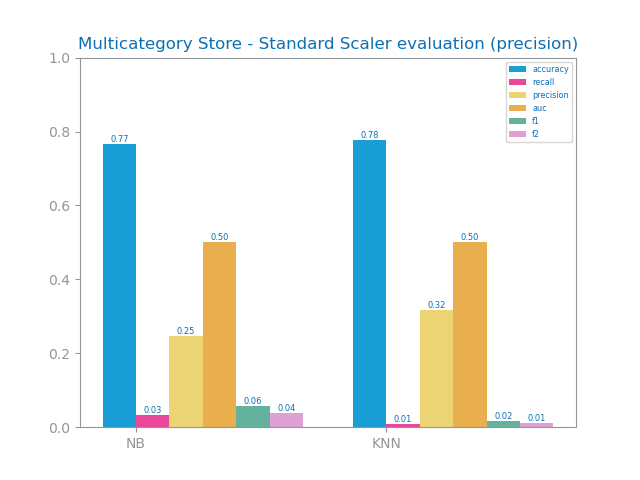 Multicategory Store - Standard Scaler evaluation (precision)
1.0
0.8
0.6
0.4
0.2
0.0
accuracy
recall
precision
auc
f1
f2
0.77
0.03
0.25
0.50
0.06
0.04
0.78
0.01
0.32
0.50
0.02
0.01
NB
KNN